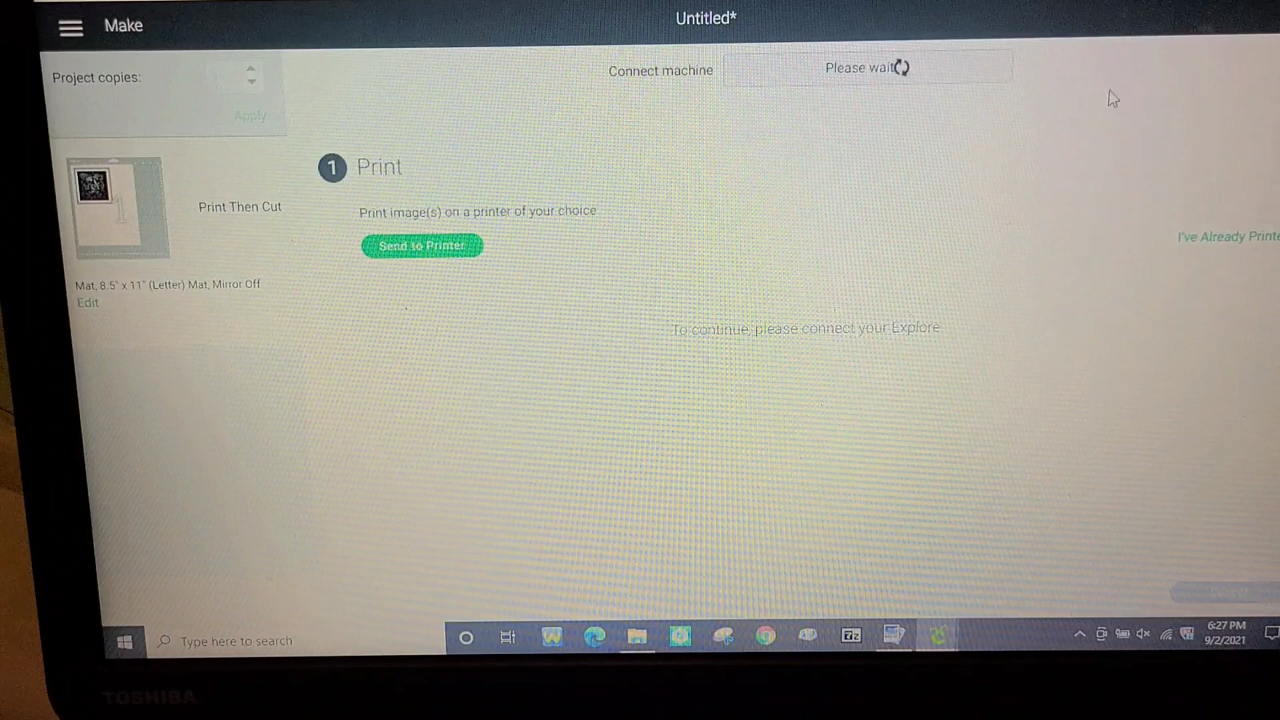 Make
Untitled*
Project copies:
Connect machine
Please wait
Apply
1 Print
Print Then Cut
Print image(s) on a printer of your choice
I've Already Printe
Send to Printer
Mat, 8.5" x 11" (Letter) Mat, Mirror Off
Edit
To continue, please connect your Explore
Type here to search
7z
6:27 PM
9/2/2021
TOSHIBA